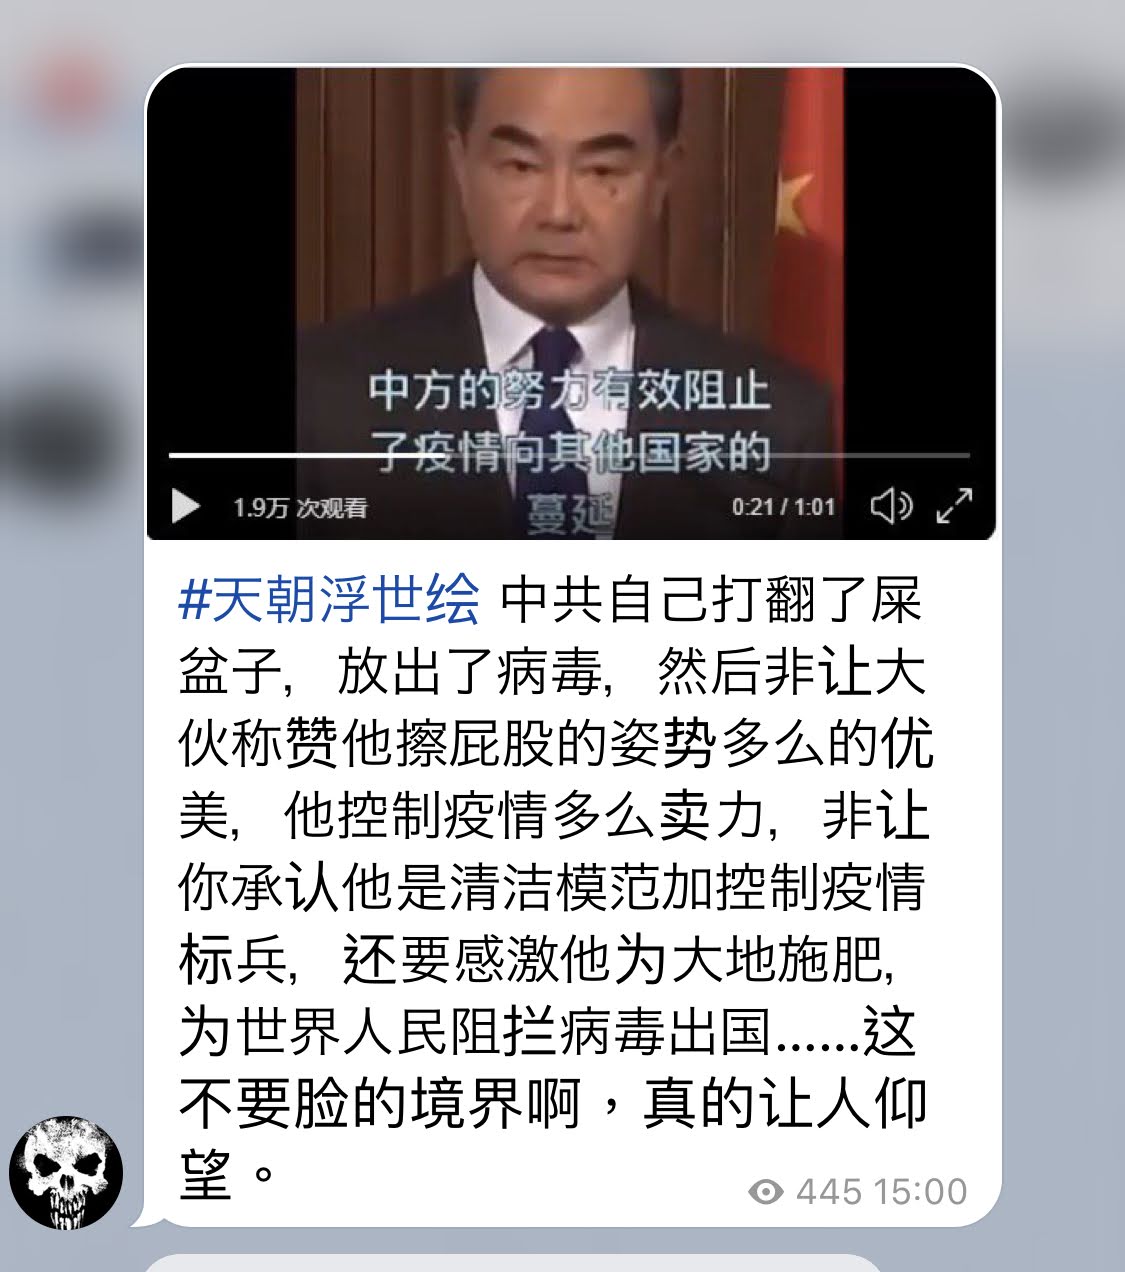 中方的努力有效阻止
了疫情向其他国家的
蔓延
1.9万 次观看
0:21 / 1:01
#天朝浮世绘 中共自己打翻了屎
盆子,放出了病毒,然后非让大
伙称赞他擦屁股的姿势多么的优
美,他控制疫情多么卖力,非让
你承认他是清洁模范加控制疫情
标兵,还要感激他为大地施肥,
为世界人民阻拦病毒出国......这
不要脸的境界啊,真的让人仰
望。
445 15:00